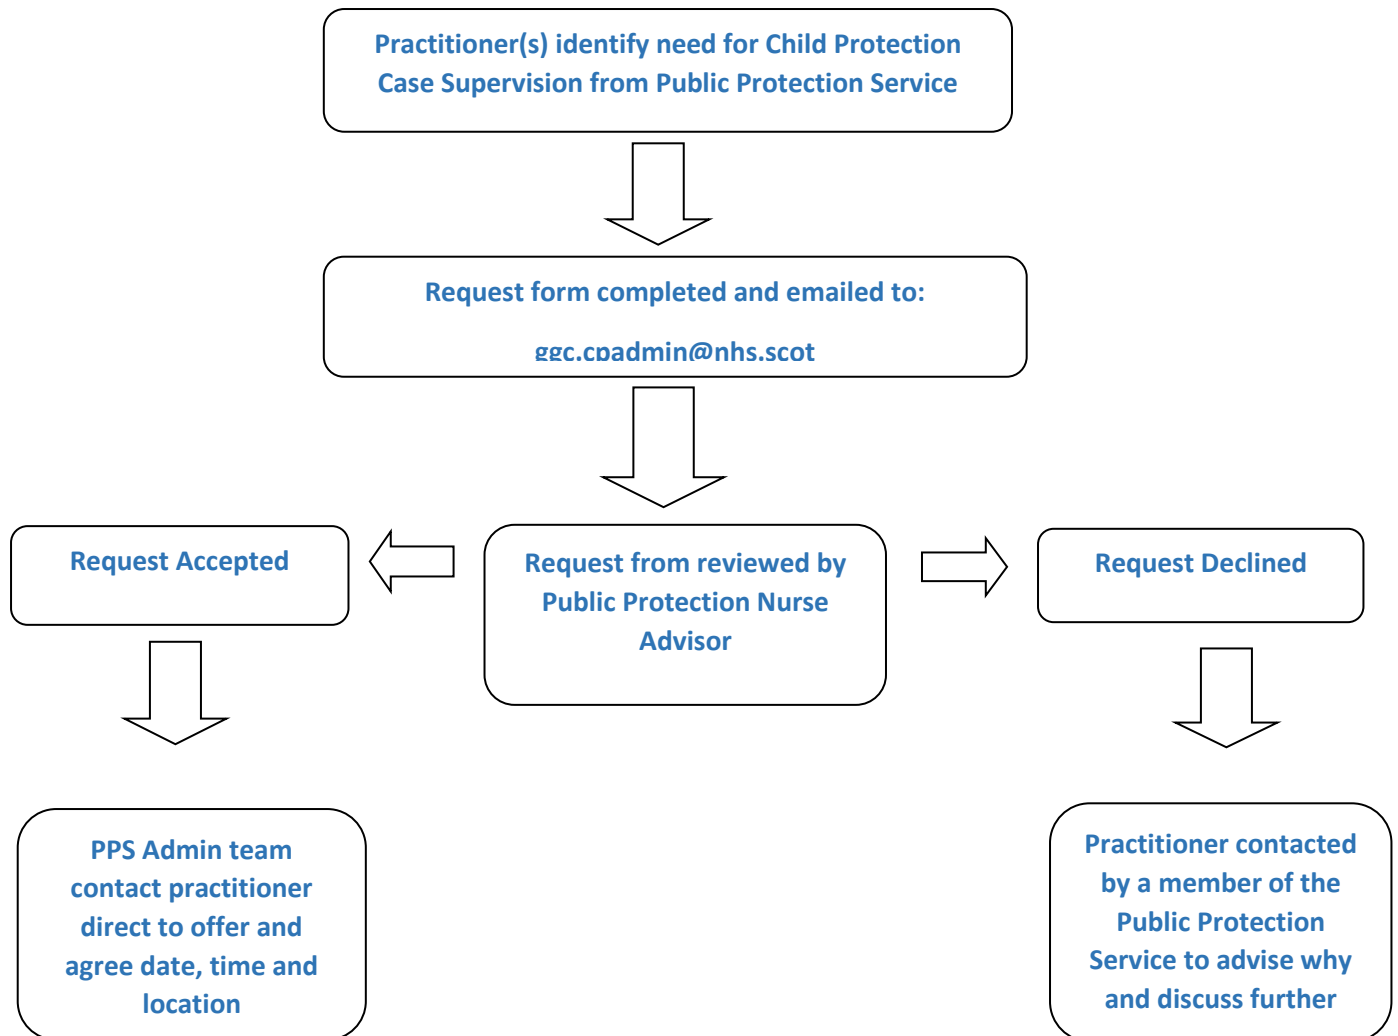 Practitioner(s) identify need for Child Protection
Case Supervision from Public Protection Service
Request form completed and emailed to:
ggc.cpadmin@nhs.scot
Request Accepted
Request from reviewed by
Public Protection Nurse
Advisor
Request Declined
PPS Admin team
contact practitioner
direct to offer and
agree date, time and
location
Practitioner contacted
by a member of the
Public Protection
Service to advise why
and discuss further